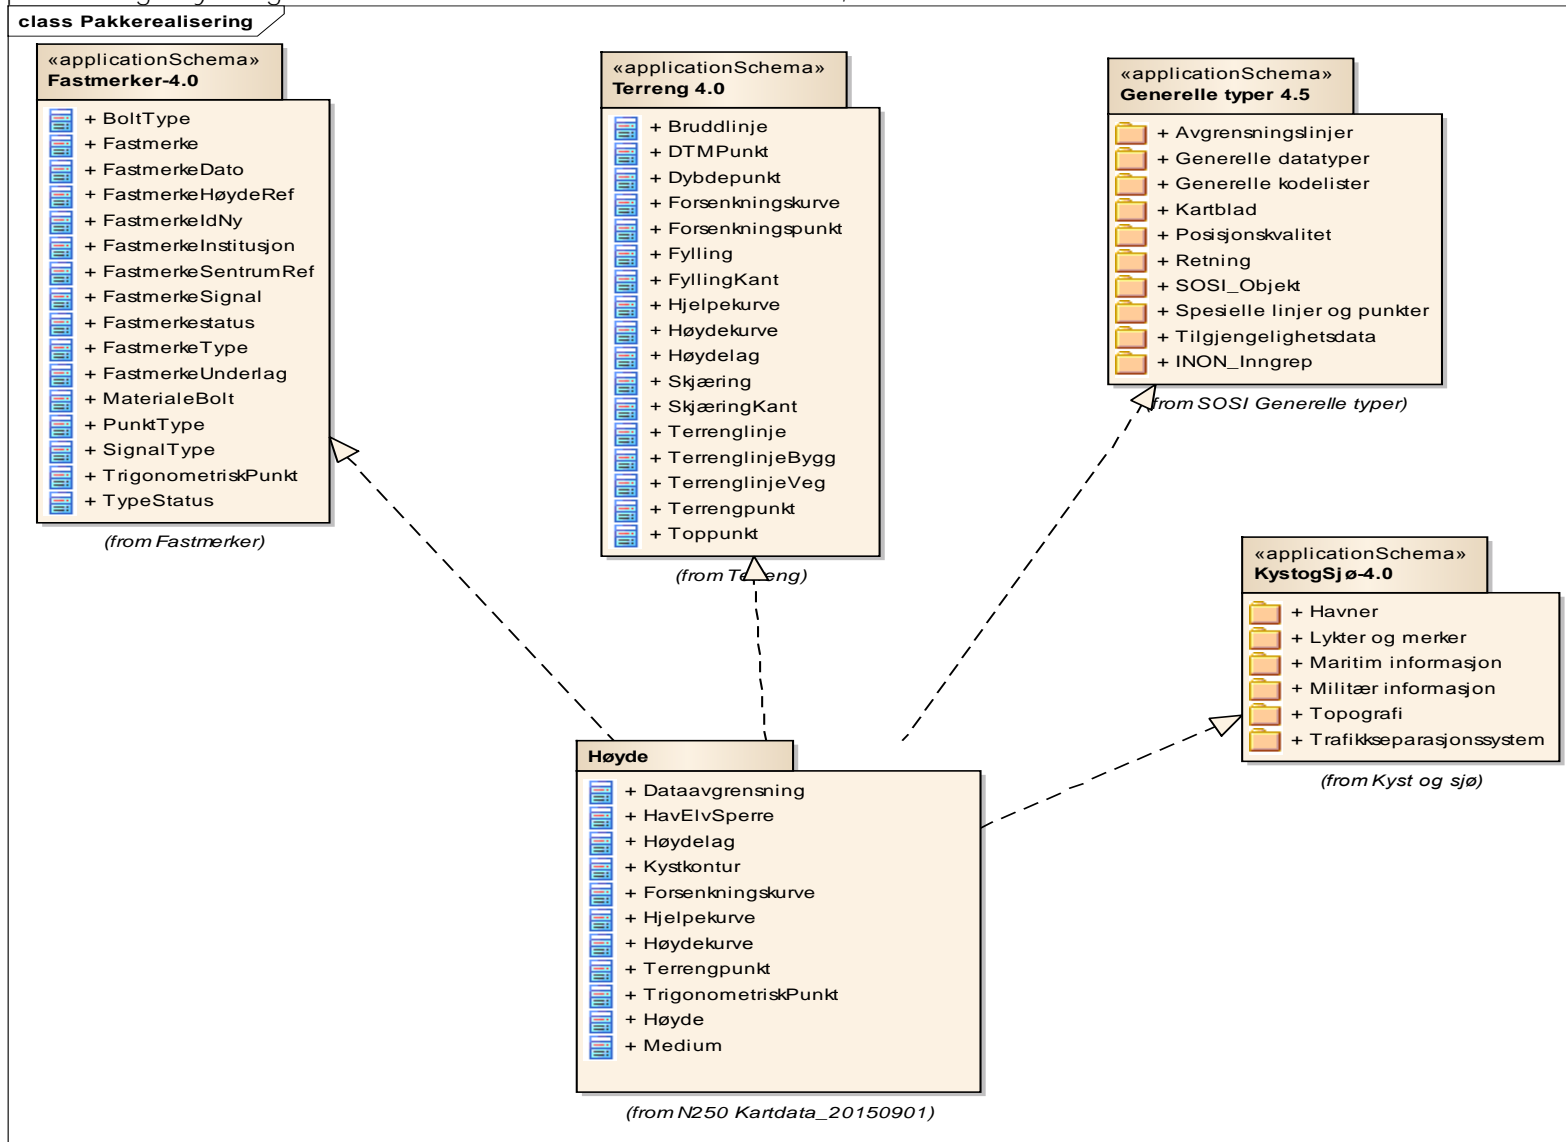 class Pakkerealisering
«applicationSchema»
Fastmerker-4.0
+ BoltType
+ Fastmerke
+ FastmerkeDato
+ FastmerkeHøydeRef
+ FastmerkeIdNy
+ FastmerkeInstitusjon
+ FastmerkeSentrumRef
+ FastmerkeSignal
+ Fastmerkestatus
+ FastmerkeType
+ FastmerkeUnderlag
+ MaterialeBolt
+ PunktType
+ SignalType
+ TrigonometriskPunkt
+ TypeStatus
(from Fastmerker)
«applicationSchema»
Terreng 4.0
+ Bruddlinje
+ DTMPunkt
+ Dybdepunkt
+ Forsenkningskurve
+ Forsenkningspunkt
+ Fylling
+ FyllingKant
+ Hjelpekurve
+ Høydekurve
+ Høydelag
+ Skjæring
+ SkjæringKant
+ Terrenglinje
+ TerrenglinjeBygg
+ TerrenglinjeVeg
+ Terrengpunkt
+ Toppunkt
(from Terreng)
«applicationSchema»
Generelle typer 4.5
+ Avgrensningslinjer
+ Generelle datatyper
+ Generelle kodelister
+ Kartblad
+ Posisjonskvalitet
+ Retning
+ SOSI_Objekt
+ Spesielle linjer og punkter
+ Tilgjengelighetsdata
+ INON_Inngrep
(from SOSI Generelle typer)
«applicationSchema»
KystogSjø-4.0
+ Havner
+ Lykter og merker
+ Maritim informasjon
+ Militær informasjon
+ Topografi
+ Trafikkseparasjonssystem
(from Kyst og sjø)
Høyde
+ Dataavgrensning
+ HavElvSperre
+ Høydelag
+ Kystkontur
+ Forsenkningskurve
+ Hjelpekurve
+ Høydekurve
+ Terrengpunkt
+ TrigonometriskPunkt
+ Høyde
+ Medium
(from N250 Kartdata_20150901)